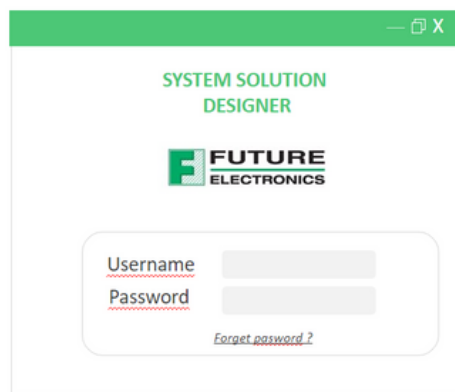 X
SYSTEM SOLUTION
DESIGNER
FUTURE
ELECTRONICS
Username
Password
Forget pasword ?